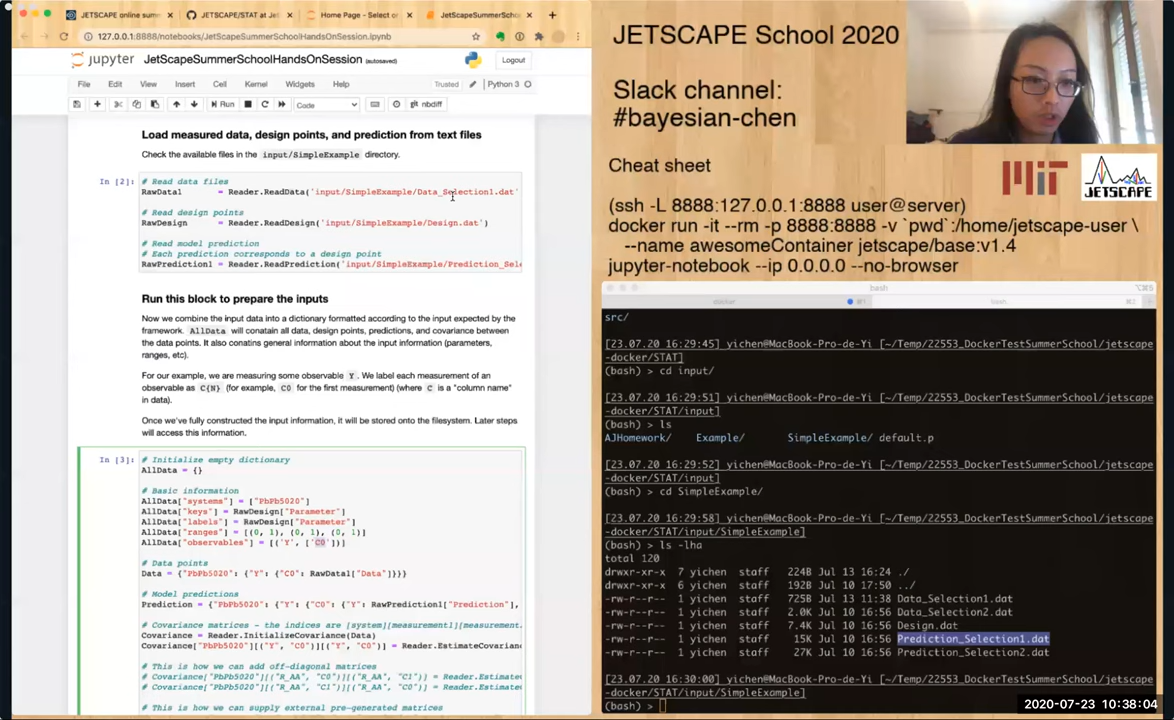 JETSCAPE online summ
JETSCAPE/STAT at Je
Home Page - Select or
JetScapeSummerScho
127.0.0.1:8888/notebooks/JetScapeSummerSchoolHandsOnSession.ipynb
jupyter JetScapeSummerSchoolHandsOnSession (autosaved)
Logout
File Edit View Insert Cell Kernel Widgets Help
Trusted
Python 3
Run
Code
nbdiff
Load measured data, design points, and prediction from text files
Check the available files in the input/SimpleExample directory.
In [2]: # Read data files
RawData1 = Reader.ReadData('input/SimpleExample/Data_Selection1.dat'
# Read design points
RawDesign = Reader.ReadDesign('input/SimpleExample/Design.dat')
# Read model prediction
# Each prediction corresponds to a design point
RawPrediction1 = Reader.ReadPrediction('input/SimpleExample/Prediction_Sele
Run this block to prepare the inputs
Now we combine the input data into a dictionary formatted according to the input expected by the
framework. AllData will conatain all data, design points, predictions, and covariance between
the data points. It also conatins general information about the input information (parameters,
ranges, etc).
For our example, we are measuring some observable Y. We label each measurement of an
observable as C{N} (for example, C0 for the first measurement) (where C is a "column name"
in data).
Once we've fully constructed the input information, it will be stored onto the filesystem. Later steps
will access this information.
In [3]: # Initialize empty dictionary
AllData = {}
# Basic information
AllData["systems"] = ["PbPb5020"]
AllData["keys"] = RawDesign["Parameter"]
AllData["labels"] = RawDesign["Parameter"]
AllData["ranges"] = [(0, 1), (0, 1), (0, 1)]
AllData["observables"] = [('Y', ['C0'])]
# Data points
Data = {"PbPb5020": {"Y": {"C0": RawData1["Data"]}}}
# Model predictions
Prediction = {"PbPb5020": {"Y": {"C0": {"Y": RawPrediction1["Prediction"],
# Covariance matrices - the indices are [system][measurement1][measuremen
Covariance = Reader.InitializeCovariance(Data)
Covariance["PbPb5020"][("Y", "C0")][("Y", "C0")] = Reader.EstimateCovarianc
# This is how we can add off-diagonal matrices
# Covariance["PbPb5020"][("R_AA", "C0")][("R_AA", "C1")] = Reader.Estimate
# Covariance["PbPb5020"][("R_AA", "C1")][("R_AA", "C0")] = Reader.Estimate
# This is how we can supply external pre-generated matrices
JETSCAPE School 2020
Slack channel:
#bayesian-chen
Cheat sheet
MIT
JETSCAPE
(ssh -L 8888:127.0.0.1:8888 user@server)
docker run -it --rm -p 8888:8888 -v `pwd`:/home/jetscape-user \
--name awesomeContainer jetscape/base:v1.4
jupyter-notebook --ip 0.0.0.0 --no-browser
bash
docker
⌘1
bash
⌘2
src/
[23.07.20 16:29:45] yichen@MacBook-Pro-de-Yi [~/Temp/22553_DockerTestSummerSchool/jetscape
-docker/STAT]
(bash) > cd input/
[23.07.20 16:29:51] yichen@MacBook-Pro-de-Yi [~/Temp/22553_DockerTestSummerSchool/jetscape
-docker/STAT/input]
(bash) > ls
AJHomework/ Example/ SimpleExample/ default.p
[23.07.20 16:29:52] yichen@MacBook-Pro-de-Yi [~/Temp/22553_DockerTestSummerSchool/jetscape
-docker/STAT/input]
(bash) > cd SimpleExample/
[23.07.20 16:29:58] yichen@MacBook-Pro-de-Yi [~/Temp/22553_DockerTestSummerSchool/jetscape
-docker/STAT/input/SimpleExample]
(bash) > ls -lha
total 120
drwxr-xr-x 7 yichen staff 224B Jul 13 16:24 ./
drwxr-xr-x 6 yichen staff 192B Jul 10 17:50 ../
-rw-r--r-- 1 yichen staff 725B Jul 13 11:38 Data_Selection1.dat
-rw-r--r-- 1 yichen staff 2.0K Jul 10 16:56 Data_Selection2.dat
-rw-r--r-- 1 yichen staff 7.4K Jul 10 16:56 Design.dat
-rw-r--r-- 1 yichen staff 15K Jul 10 16:56 Prediction_Selection1.dat
-rw-r--r-- 1 yichen staff 27K Jul 10 16:56 Prediction_Selection2.dat
[23.07.20 16:30:00] yichen@MacBook-Pro-de-Yi [~/Temp/22553_DockerTestSummerSchool/jetscape
-docker/STAT/input/SimpleExample]
(bash) >
2020-07-23 10:38:04